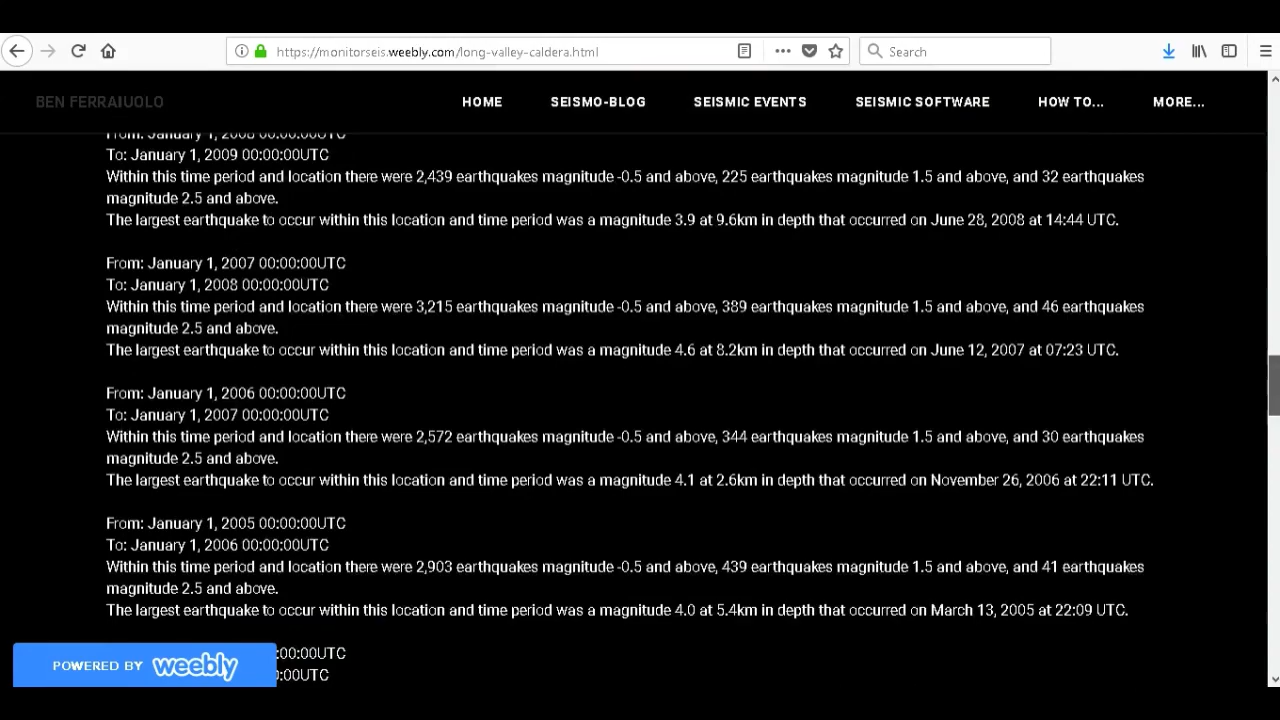 https://monitorseis.weebly.com/long-valley-caldera.html
Search
BEN FERRAIUOLO
HOME
SEISMO-BLOG
SEISMIC EVENTS
SEISMIC SOFTWARE
HOW TO...
MORE...
From: January 1, 2008 00:00:00UTC
To: January 1, 2009 00:00:00UTC
Within this time period and location there were 2,439 earthquakes magnitude -0.5 and above, 225 earthquakes magnitude 1.5 and above, and 32 earthquakes
magnitude 2.5 and above.
The largest earthquake to occur within this location and time period was a magnitude 3.9 at 9.6km in depth that occurred on June 28, 2008 at 14:44 UTC.
From: January 1, 2007 00:00:00UTC
To: January 1, 2008 00:00:00UTC
Within this time period and location there were 3,215 earthquakes magnitude -0.5 and above, 389 earthquakes magnitude 1.5 and above, and 46 earthquakes
magnitude 2.5 and above.
The largest earthquake to occur within this location and time period was a magnitude 4.6 at 8.2km in depth that occurred on June 12, 2007 at 07:23 UTC.
From: January 1, 2006 00:00:00UTC
To: January 1, 2007 00:00:00UTC
Within this time period and location there were 2,572 earthquakes magnitude -0.5 and above, 344 earthquakes magnitude 1.5 and above, and 30 earthquakes
magnitude 2.5 and above.
The largest earthquake to occur within this location and time period was a magnitude 4.1 at 2.6km in depth that occurred on November 26, 2006 at 22:11 UTC.
From: January 1, 2005 00:00:00UTC
To: January 1, 2006 00:00:00UTC
Within this time period and location there were 2,903 earthquakes magnitude -0.5 and above, 439 earthquakes magnitude 1.5 and above, and 41 earthquakes
magnitude 2.5 and above.
The largest earthquake to occur within this location and time period was a magnitude 4.0 at 5.4km in depth that occurred on March 13, 2005 at 22:09 UTC.
:00:00UTC
:00:00UTC
POWERED BY weebly